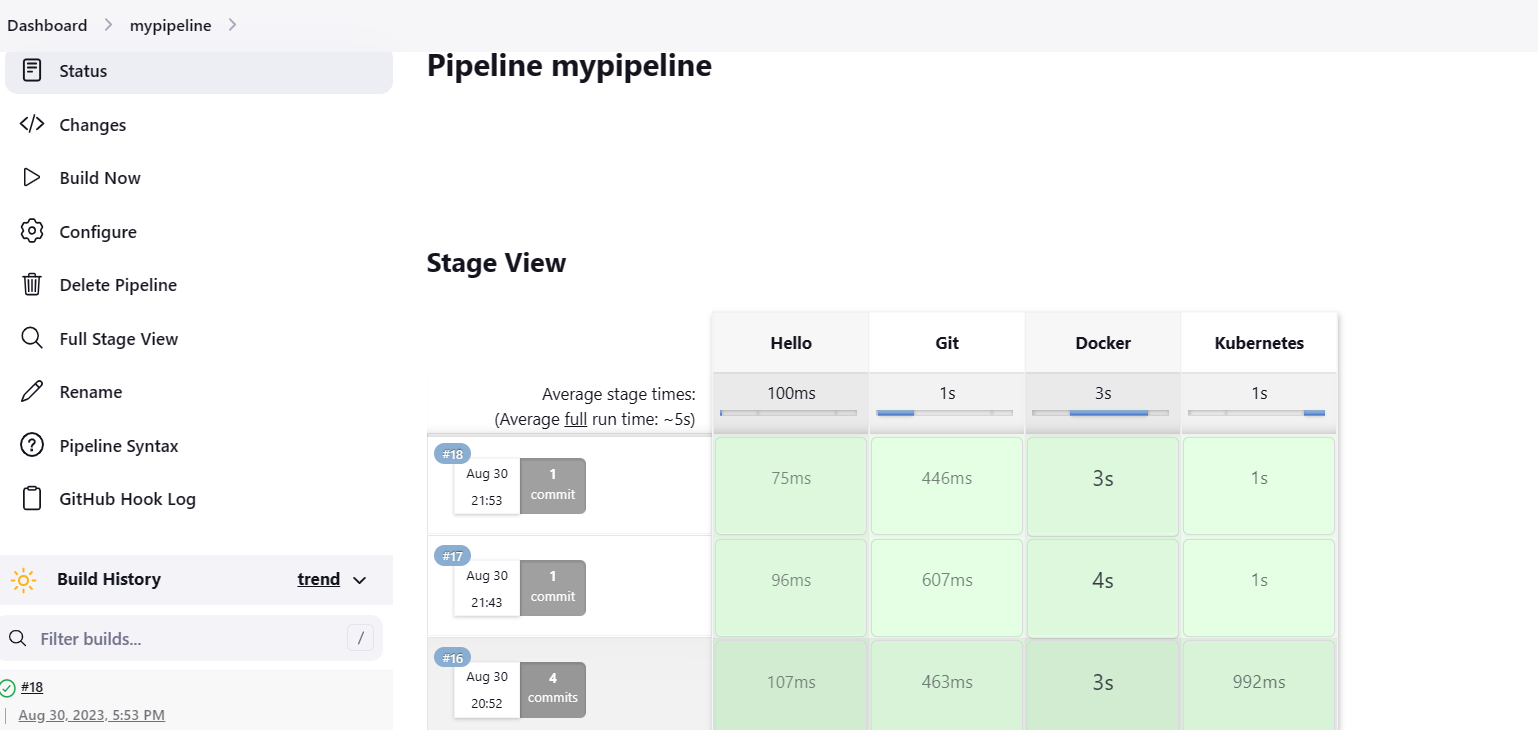 Dashboard
mypipeline
Status
Changes
Build Now
Configure
Delete Pipeline
Full Stage View
Rename
Pipeline Syntax
GitHub Hook Log
Build History
trend
Filter builds...
/
#18
Aug 30, 2023, 5:53 PM
Pipeline mypipeline
Stage View
Hello Git Docker Kubernetes
Average stage times:
(Average full run time: ~5s)
100ms 1s 3s 1s
#18
Aug 30
21:53
1
commit
75ms 446ms 3s 1s
#17
Aug 30
21:43
1
commit
96ms 607ms 4s 1s
#16
Aug 30
20:52
4
commits
107ms 463ms 3s 992ms